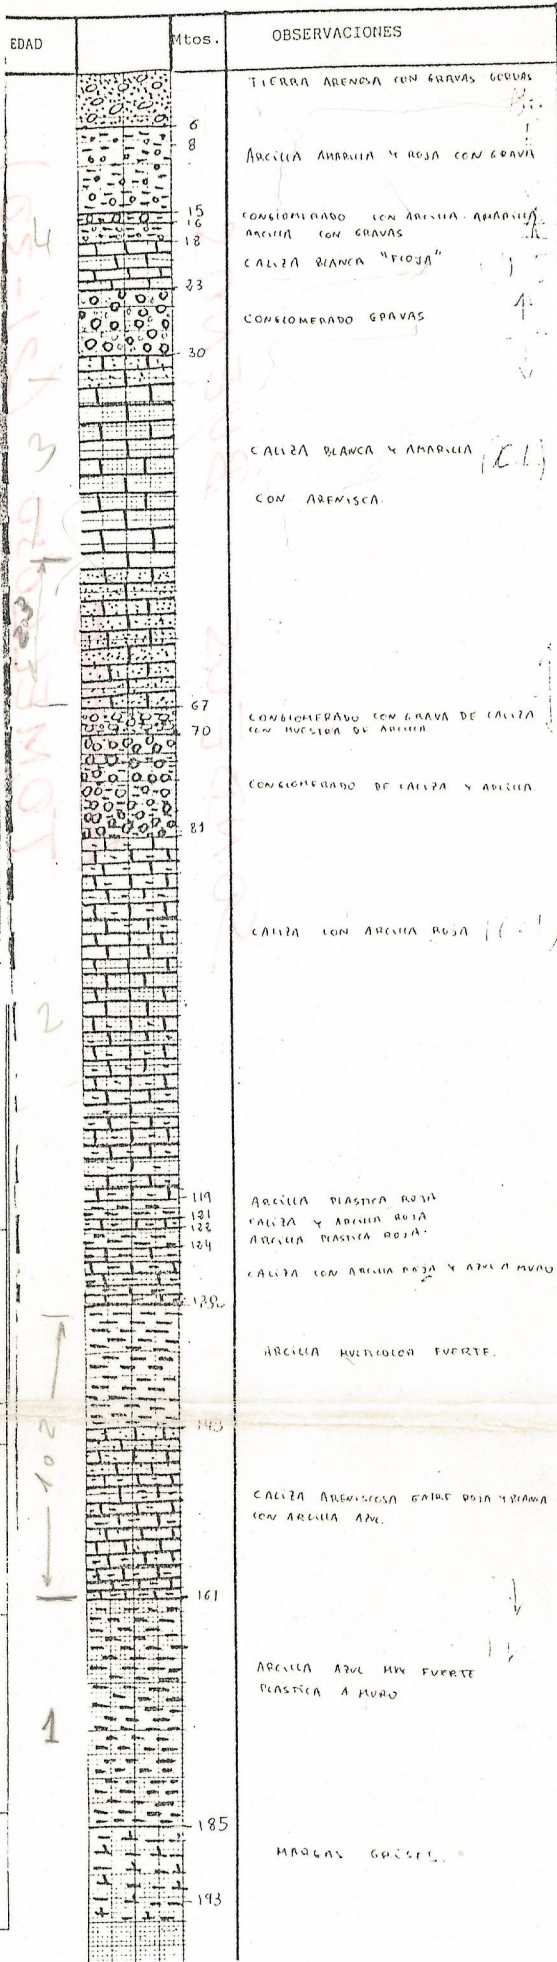 EDAD
Mtos.
OBSERVACIONES
TIERRA ARENOSA CON GRAVAS GORDAS
6
8
ARCILLA AMARILLA Y ROJA CON GRAVA
15
CONGLOMERADO CON ARCILLA AMARILLA
16
ARCILLA CON GRAVAS
18
4
CALIZA BLANCA "FLOJA"
23
CONGLOMERADO GRAVAS
30
3
CALIZA BLANCA Y AMARILLA (C.L)
CON ARENISCA.
67
CONGLOMERADO CON GRAVA DE CALIZA
CON MUESTRA DE ARCILLA
70
CONGLOMERADO DE CALIZA Y ARCILLA
81
CALIZA CON ARCILLA ROJA
2
119
ARCILLA PLASTICA ROJA
121
CALIZA Y ARCILLA ROJA
122
ARCILLA PLASTICA ROJA.
124
CALIZA CON ARCILLA ROJA Y AZUL A MURO
ARCILLA MULTICOLOR FUERTE.
143
1 o 2
CALIZA ARENISCOSA ENTRE ROJA Y BLANCA
CON ARCILLA AZUL.
161
ARCILLA AZUL MUY FUERTE
PLASTICA A MURO
1
185
MARGAS GRISES.
193